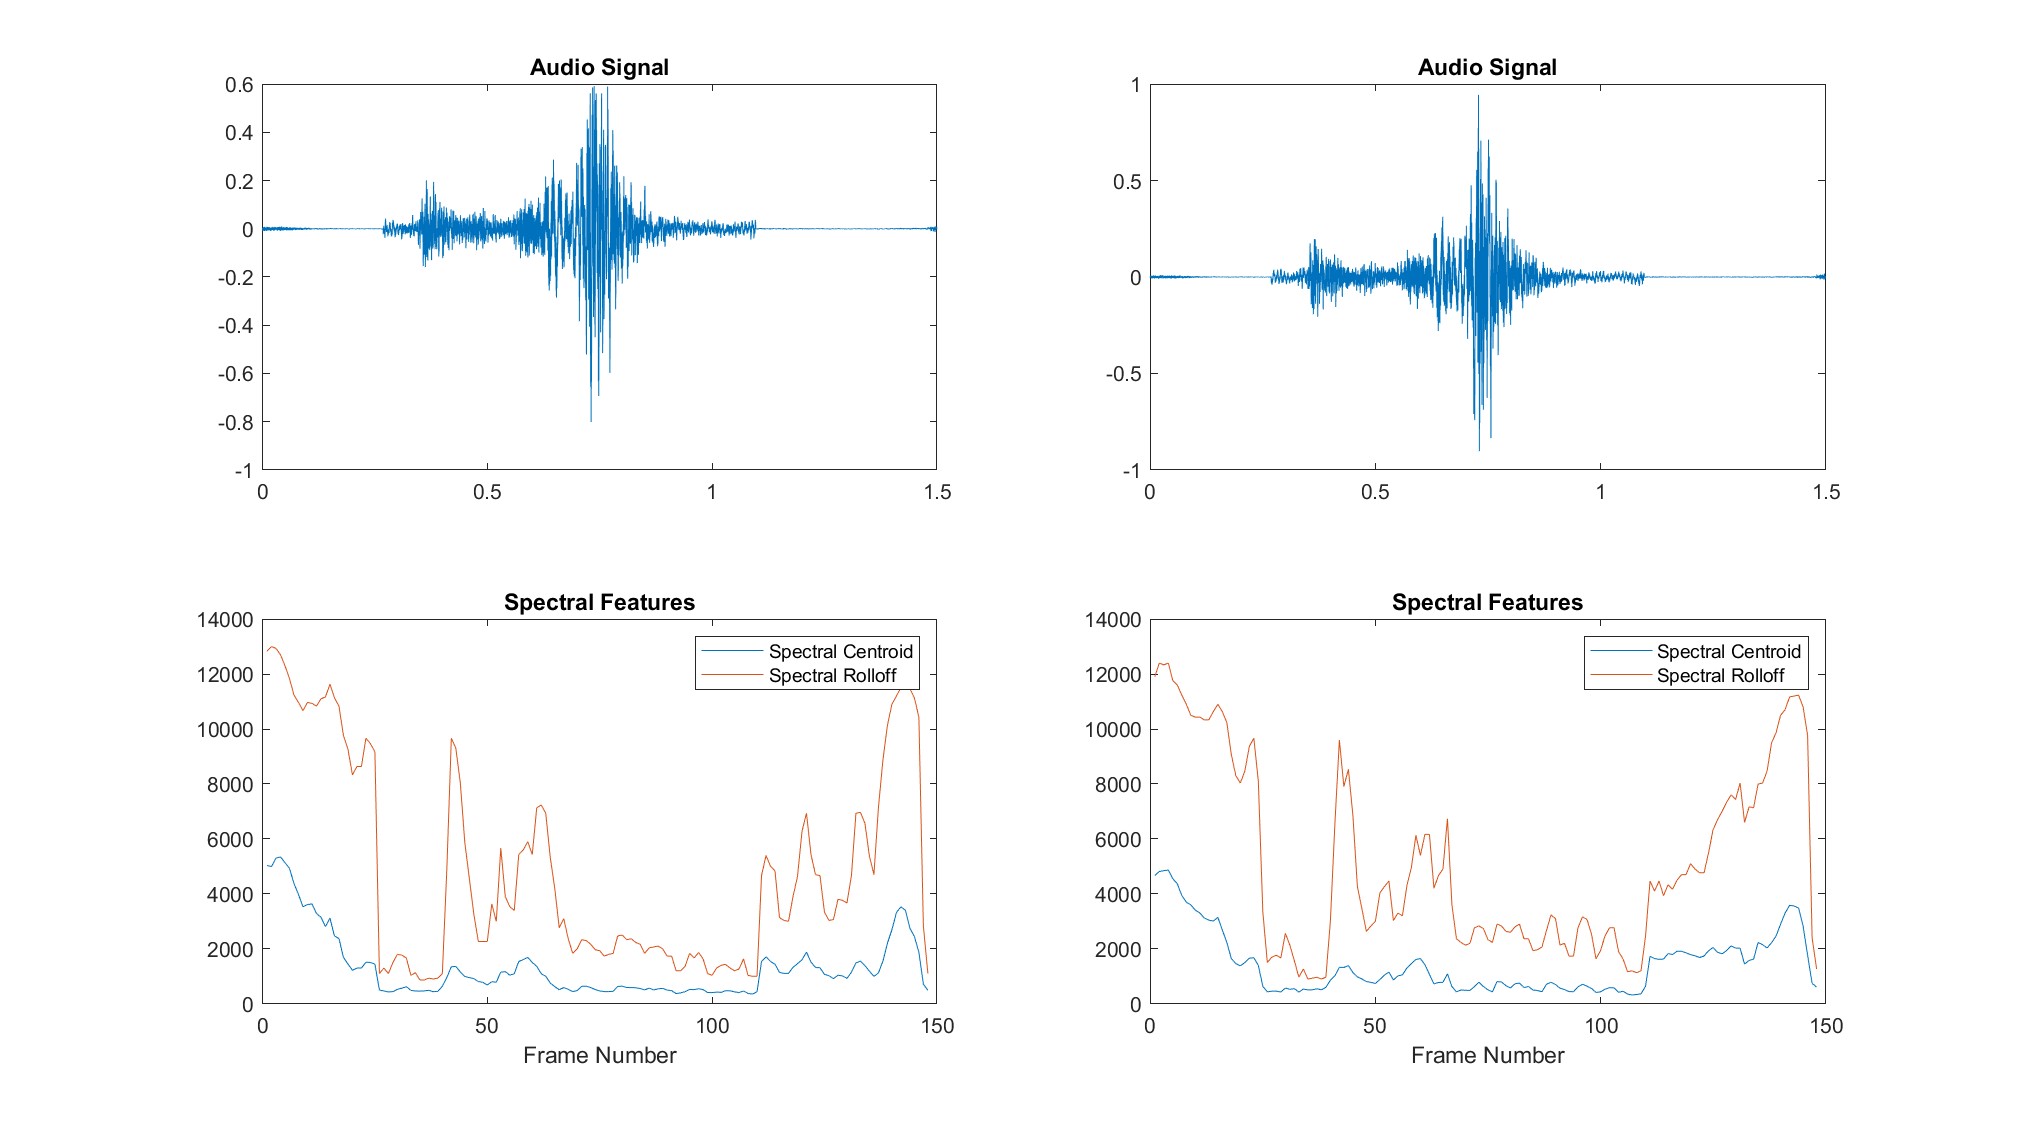 Audio Signal
0.6
0.4
0.2
0
-0.2
-0.4
-0.6
-0.8
-1
0 0.5 1 1.5
Audio Signal
1
0.5
0
-0.5
-1
0 0.5 1 1.5
Spectral Features
14000
12000
10000
8000
6000
4000
2000
0
Spectral Centroid
Spectral Rolloff
0 50 100 150
Frame Number
Spectral Features
14000
12000
10000
8000
6000
4000
2000
0
Spectral Centroid
Spectral Rolloff
0 50 100 150
Frame Number